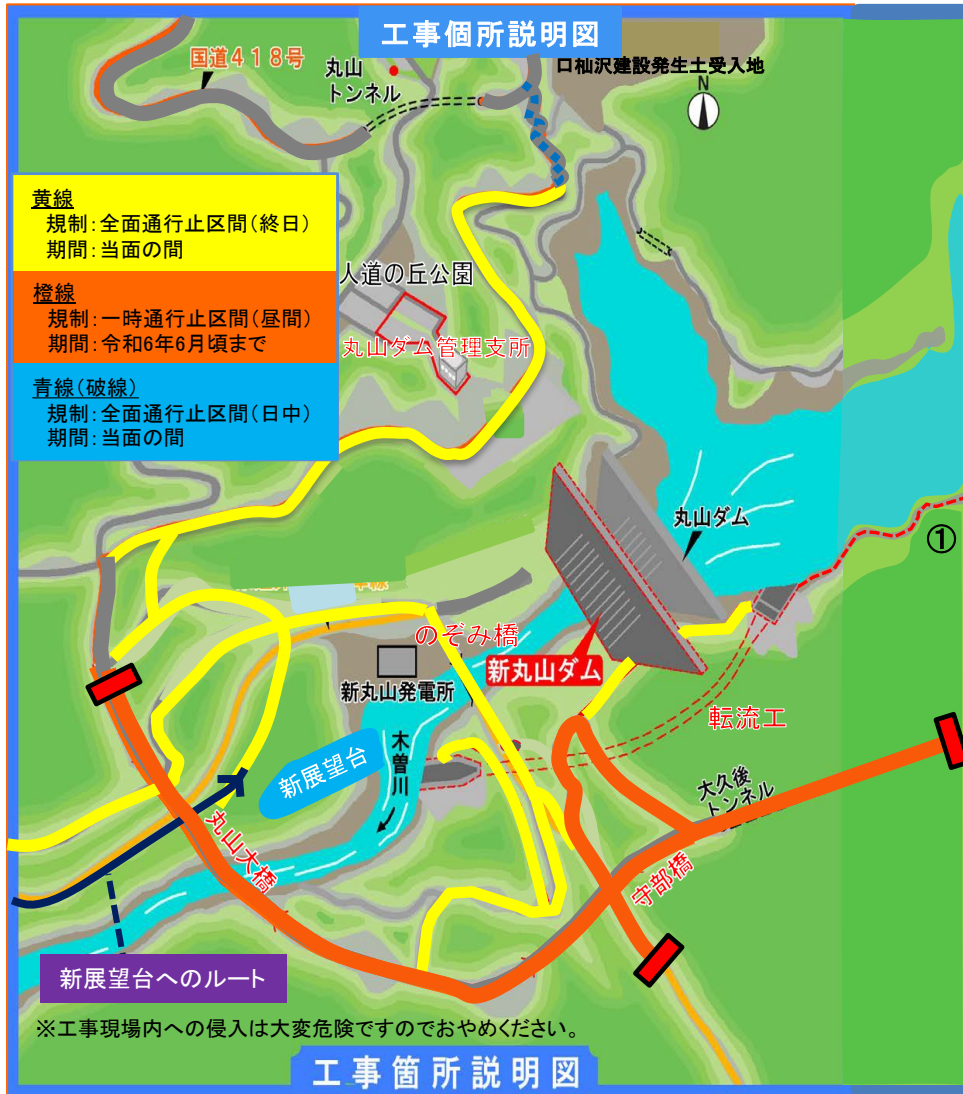 工事個所説明図
国道418号
丸山
トンネル
口杣沢建設発生土受入地
N
黄線
規制:全面通行止区間(終日)
期間:当面の間
橙線
規制:一時通行止区間(昼間)
期間:令和6年6月頃まで
青線(破線)
規制:全面通行止区間(日中)
期間:当面の間
人道の丘公園
丸山ダム管理支所
丸山ダム
①
のぞみ橋
新丸山ダム
新丸山発電所
転流工
木曽川
新展望台
大久後
トンネル
丸山大橋
守部橋
新展望台へのルート
※工事現場内への侵入は大変危険ですのでおやめください。
工事箇所説明図